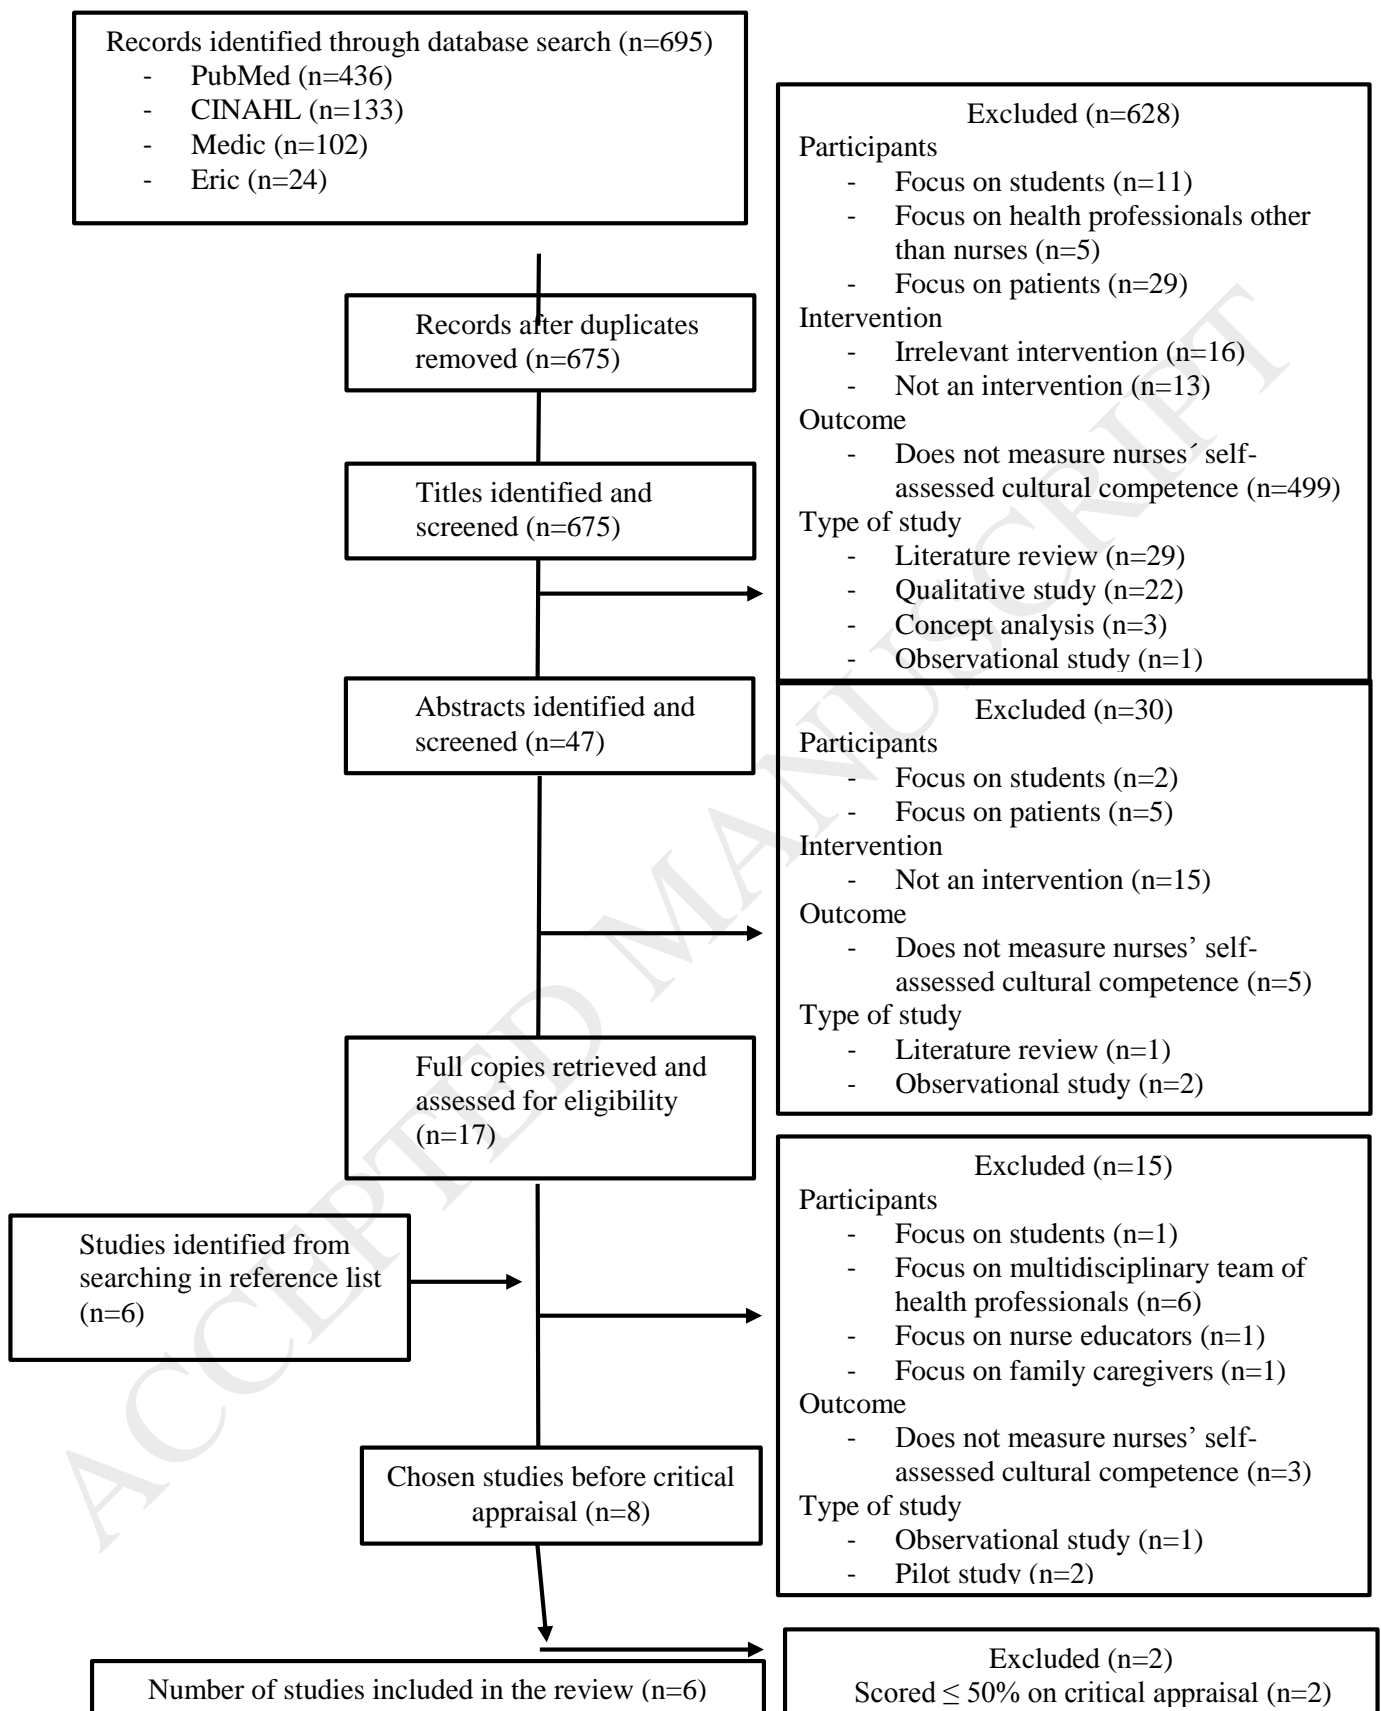 Records identified through database search (n=695)
- PubMed (n=436)
- CINAHL (n=133)
- Medic (n=102)
- Eric (n=24)
Excluded (n=628)
Participants
- Focus on students (n=11)
- Focus on health professionals other
than nurses (n=5)
- Focus on patients (n=29)
Intervention
- Irrelevant intervention (n=16)
- Not an intervention (n=13)
Outcome
- Does not measure nurses´ self-
assessed cultural competence (n=499)
Type of study
- Literature review (n=29)
- Qualitative study (n=22)
- Concept analysis (n=3)
- Observational study (n=1)
Records after duplicates
removed (n=675)
Titles identified and
screened (n=675)
Abstracts identified and
screened (n=47)
Excluded (n=30)
Participants
- Focus on students (n=2)
- Focus on patients (n=5)
Intervention
- Not an intervention (n=15)
Outcome
- Does not measure nurses’ self-
assessed cultural competence (n=5)
Type of study
- Literature review (n=1)
- Observational study (n=2)
Full copies retrieved and
assessed for eligibility
(n=17)
Studies identified from
searching in reference list
(n=6)
Excluded (n=15)
Participants
- Focus on students (n=1)
- Focus on multidisciplinary team of
health professionals (n=6)
- Focus on nurse educators (n=1)
- Focus on family caregivers (n=1)
Outcome
- Does not measure nurses’ self-
assessed cultural competence (n=3)
Type of study
- Observational study (n=1)
- Pilot study (n=2)
Chosen studies before critical
appraisal (n=8)
Excluded (n=2)
Scored ≤ 50% on critical appraisal (n=2)
Number of studies included in the review (n=6)
ACCEPTED MANUSCRIPT